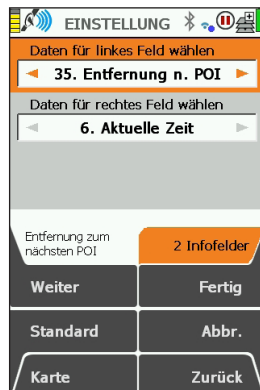 EINSTELLUNG
Daten für linkes Feld wählen
35. Entfernung n. POI
Daten für rechtes Feld wählen
6. Aktuelle Zeit
Entfernung zum
nächsten POI
2 Infofelder
Weiter
Fertig
Standard
Abbr.
Karte
Zurück